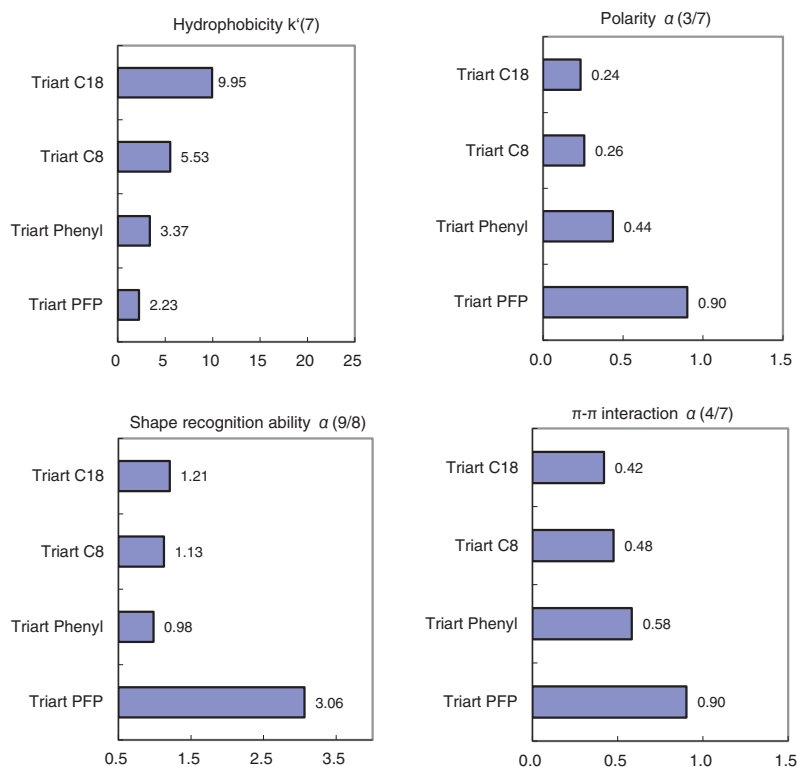 Hydrophobicity k‘(7)
Triart C18
9.95
Triart C8
5.53
Triart Phenyl
3.37
Triart PFP
2.23
0 5 10 15 20 25
Polarity α (3/7)
Triart C18
0.24
Triart C8
0.26
Triart Phenyl
0.44
Triart PFP
0.90
0.0 0.5 1.0 1.5
Shape recognition ability α (9/8)
Triart C18
1.21
Triart C8
1.13
Triart Phenyl
0.98
Triart PFP
3.06
0.5 1.5 2.5 3.5
π-π interaction α (4/7)
Triart C18
0.42
Triart C8
0.48
Triart Phenyl
0.58
Triart PFP
0.90
0.0 0.5 1.0 1.5